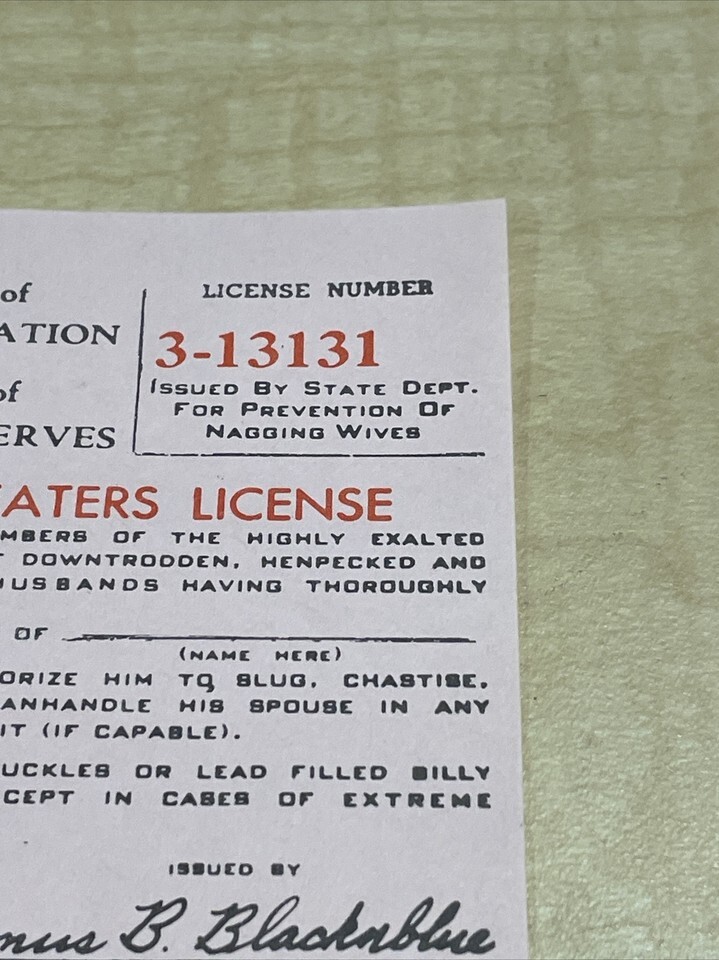 of
LICENSE NUMBER
ATION
3-13131
of
ISSUED BY STATE DEPT.
FOR PREVENTION OF
ERVES
NAGGING WIVES
TATERS LICENSE
MBERS OF THE HIGHLY EXALTED
T DOWNTRODDEN, HENPECKED AND
HUSBANDS HAVING THOROUGHLY
OF
(NAME HERE)
ORIZE HIM TO SLUG, CHASTISE,
ANHANDLE HIS SPOUSE IN ANY
IT (IF CAPABLE).
UCKLES OR LEAD FILLED BILLY
CEPT IN CASES OF EXTREME
ISSUED BY
mus B. Blacknblue